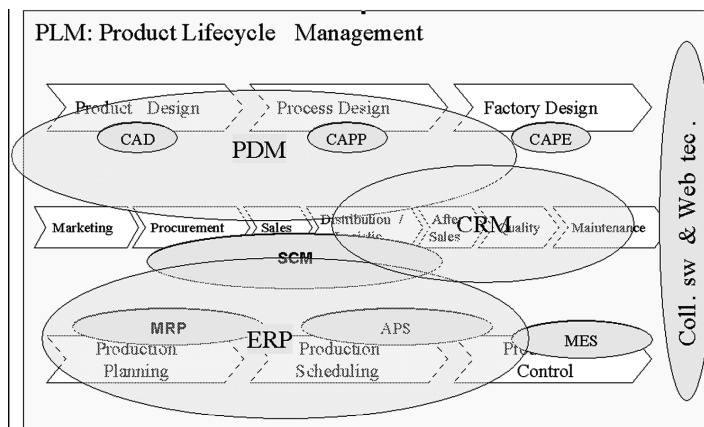 PLM: Product Lifecycle Management
Product Design
Process Design
Factory Design
CAD
CAPP
CAPE
PDM
Marketing
Procurement
Sales
Distribution /
After
Sales
CRM
Quality
Maintenance
SCM
MRP
ERP
APS
MES
Production
Planning
Production
Scheduling
Control
Coll. sw & Web tec .